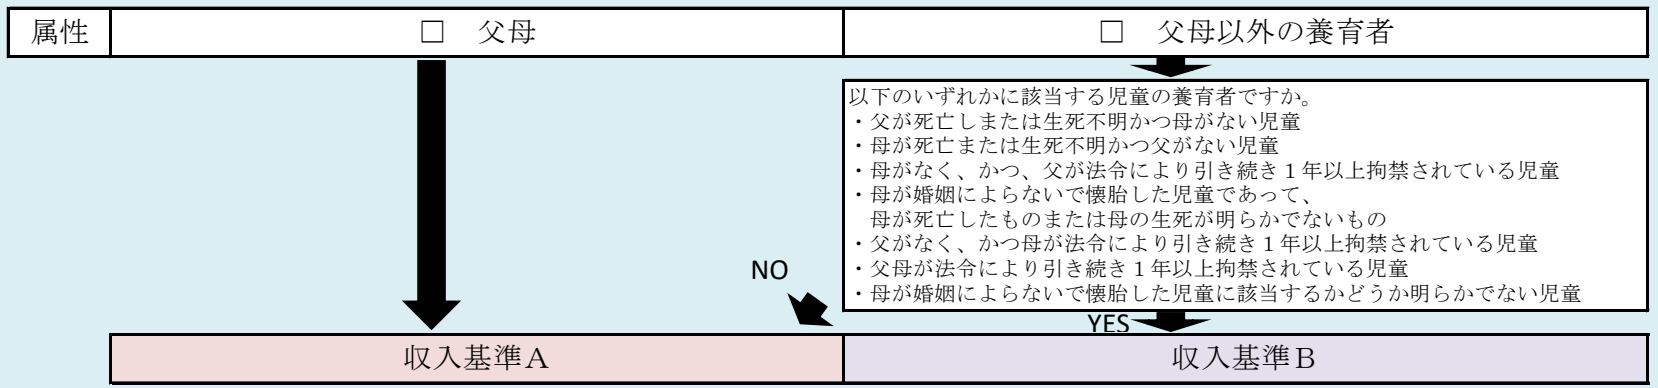 属性
□　父母
□　父母以外の養育者
以下のいずれかに該当する児童の養育者ですか。
・父が死亡しまたは生死不明かつ母がない児童
・母が死亡または生死不明かつ父がない児童
・母がなく、かつ、父が法令により引き続き１年以上拘禁されている児童
・母が婚姻によらないで懐胎した児童であって、
　母が死亡したものまたは母の生死が明らかでないもの
・父がなく、かつ母が法令により引き続き１年以上拘禁されている児童
・父母が法令により引き続き１年以上拘禁されている児童
・母が婚姻によらないで懐胎した児童に該当するかどうか明らかでない児童
NO
YES
収入基準Ａ
収入基準Ｂ